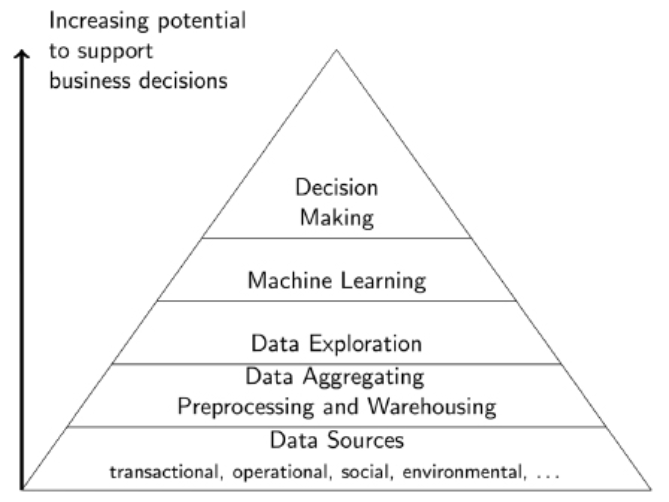 Increasing potential
to support
business decisions
Decision
Making
Machine Learning
Data Exploration
Data Aggregating
Preprocessing and Warehousing
Data Sources
transactional, operational, social, environmental, ...